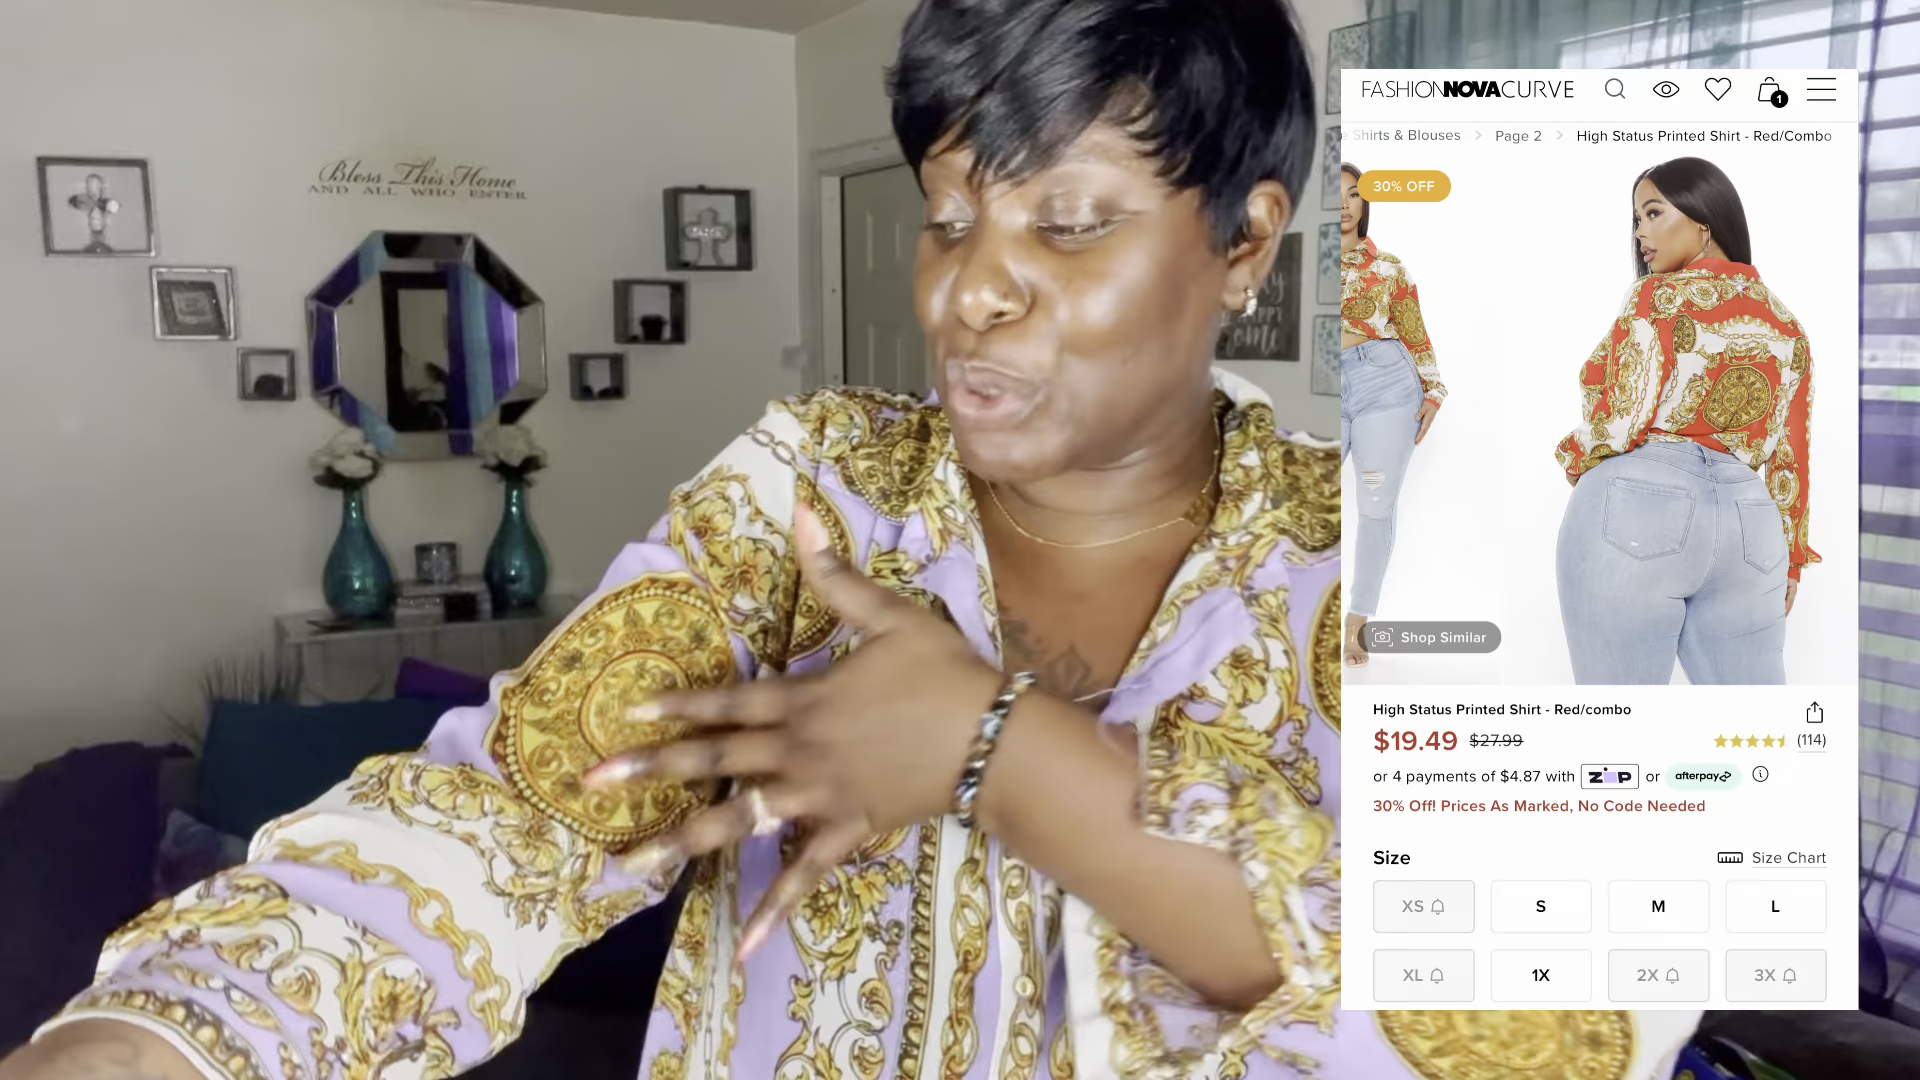 Bless This Home
AND ALL WHO ENTER
FAITH
FASHIONNOVACURVE
1
Shirts & Blouses > Page 2 > High Status Printed Shirt - Red/Combo
30% OFF
Shop Similar
High Status Printed Shirt - Red/combo
$19.49 $27.99 (114)
or 4 payments of $4.87 with ZIP or afterpay
30% Off! Prices As Marked, No Code Needed
Size Size Chart
XS S M L
XL 1X 2X 3X